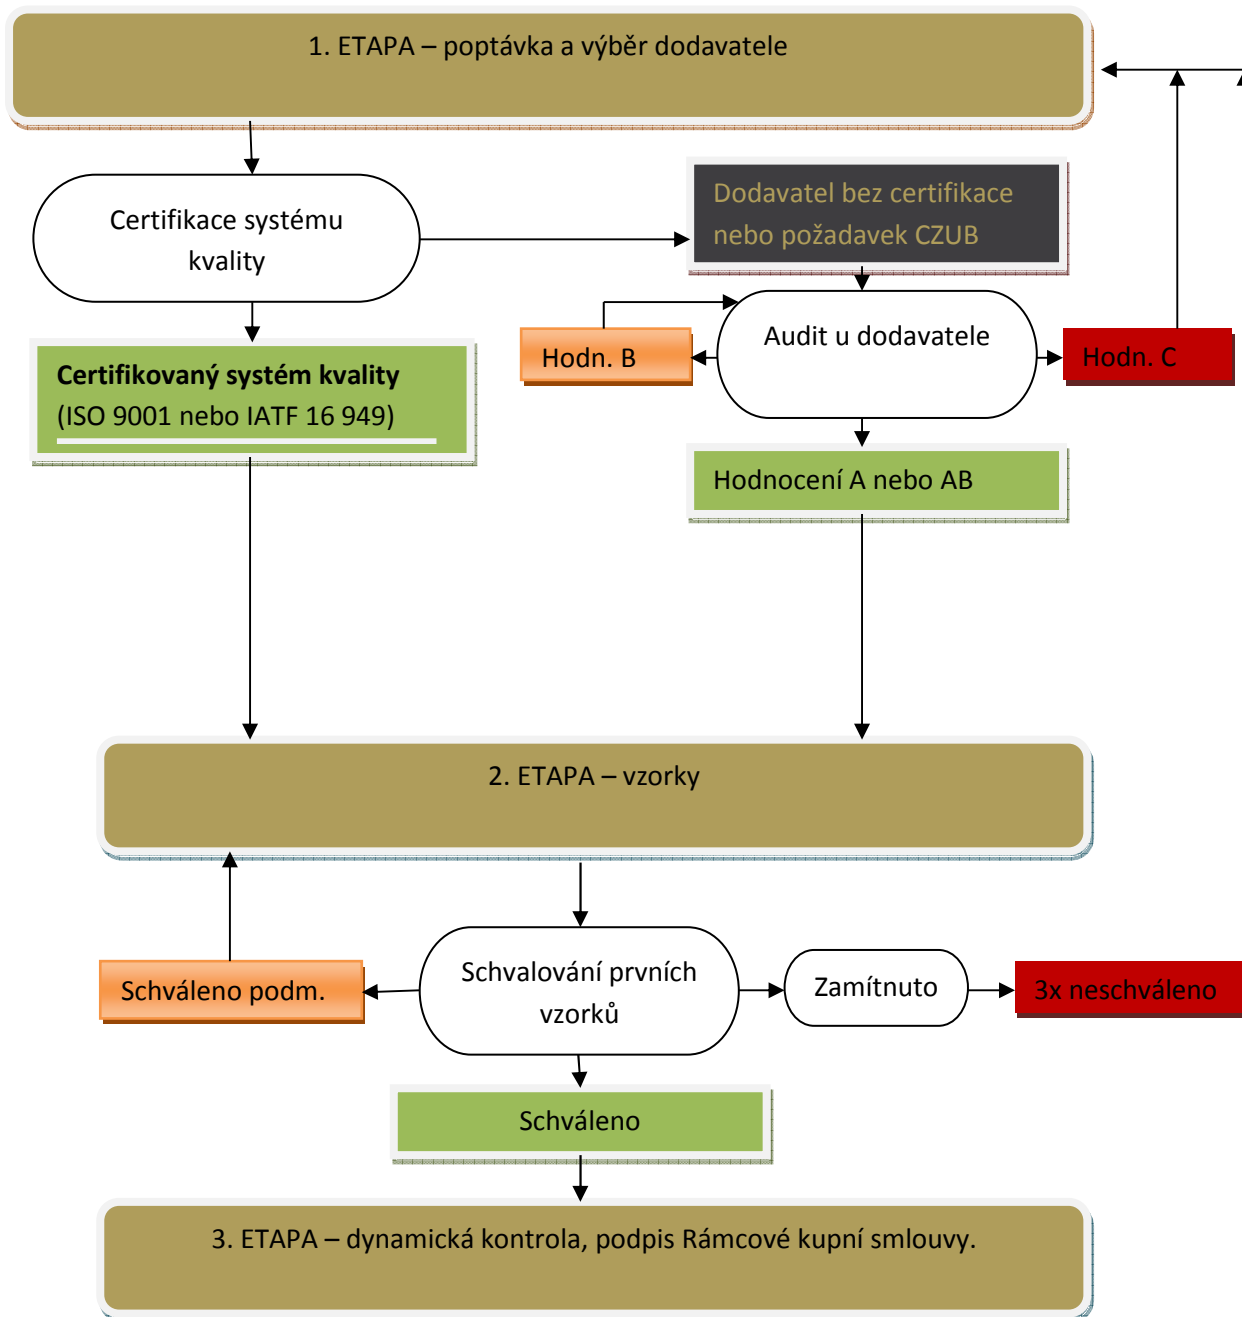 1. ETAPA – poptávka a výběr dodavatele
Certifikace systému
kvality
Dodavatel bez certifikace
nebo požadavek CZUB
Certifikovaný systém kvality
(ISO 9001 nebo IATF 16 949)
Hodn. B
Audit u dodavatele
Hodn. C
Hodnocení A nebo AB
2. ETAPA – vzorky
Schváleno podm.
Schvalování prvních
vzorků
Zamítnuto
3x neschváleno
Schváleno
3. ETAPA – dynamická kontrola, podpis Rámcové kupní smlouvy.